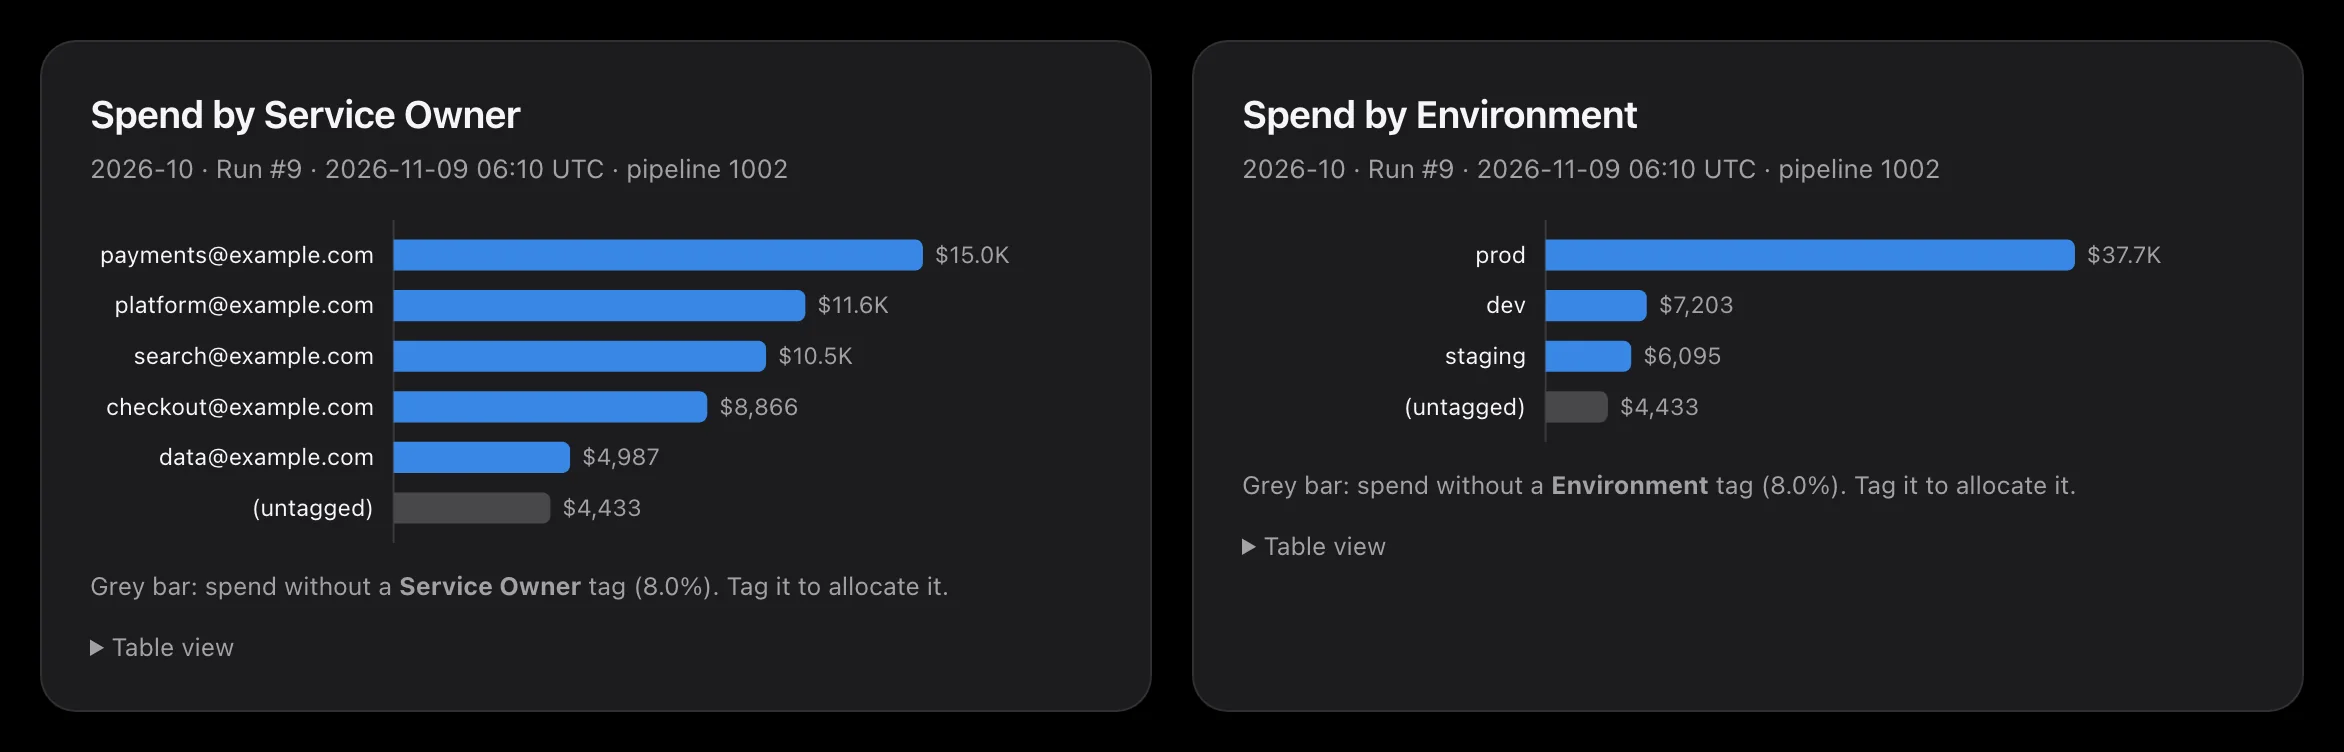 Spend by Service Owner
2026-10 · Run #9 · 2026-11-09 06:10 UTC · pipeline 1002
payments@example.com $15.0K
platform@example.com $11.6K
search@example.com $10.5K
checkout@example.com $8,866
data@example.com $4,987
(untagged) $4,433
Grey bar: spend without a Service Owner tag (8.0%). Tag it to allocate it.
▶ Table view
Spend by Environment
2026-10 · Run #9 · 2026-11-09 06:10 UTC · pipeline 1002
prod $37.7K
dev $7,203
staging $6,095
(untagged) $4,433
Grey bar: spend without a Environment tag (8.0%). Tag it to allocate it.
▶ Table view